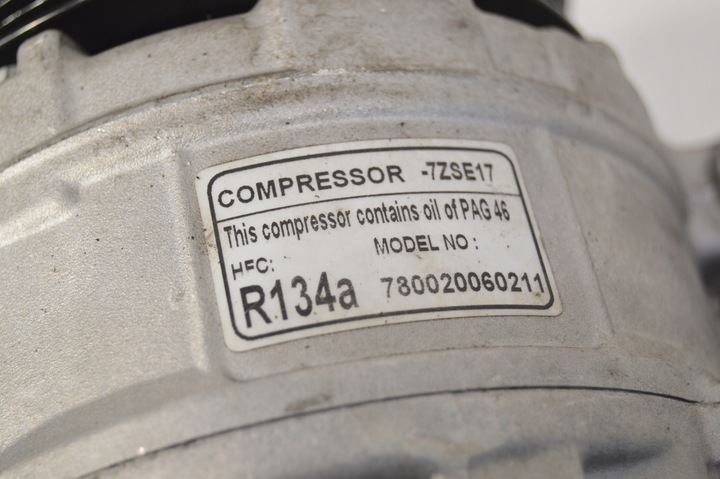 COMPRESSOR -7ZSE17
This compressor contains oil of PAG 46
HFC: MODEL NO :
R134a 780020060211